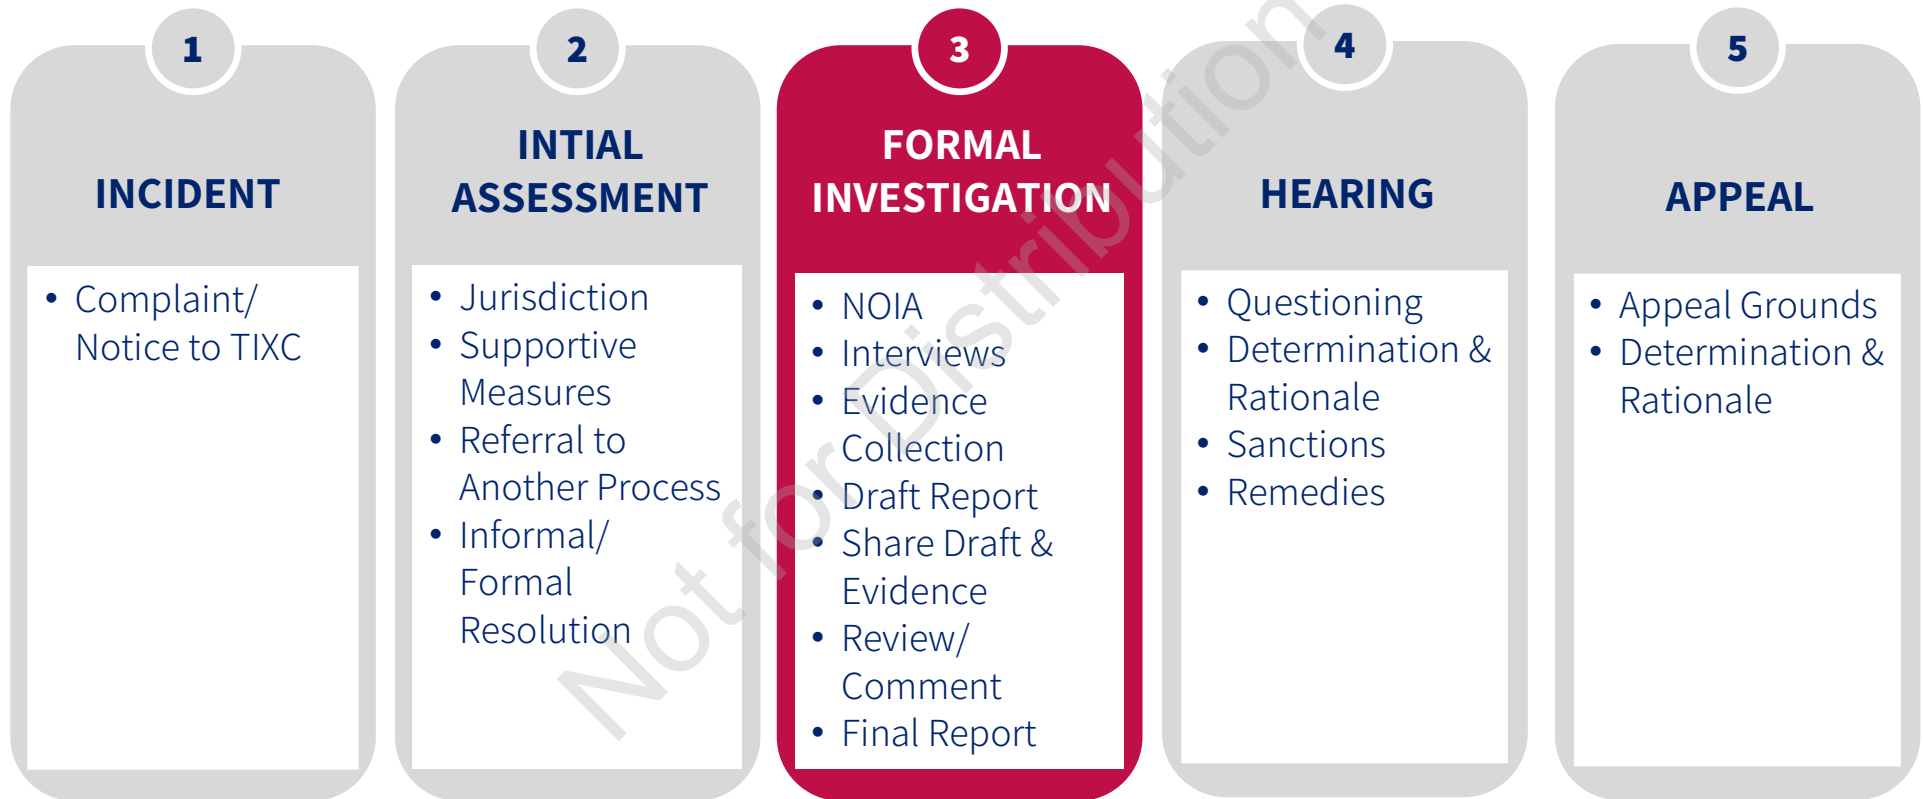 1
INCIDENT
• Complaint/
Notice to TIXC
2
INTIAL
ASSESSMENT
• Jurisdiction
• Supportive
Measures
• Referral to
Another Process
• Informal/
Formal
Resolution
3
FORMAL
INVESTIGATION
• NOIA
• Interviews
• Evidence
Collection
• Draft Report
• Share Draft &
Evidence
• Review/
Comment
• Final Report
4
HEARING
• Questioning
• Determination &
Rationale
• Sanctions
• Remedies
5
APPEAL
• Appeal Grounds
• Determination &
Rationale
Not for Distribution